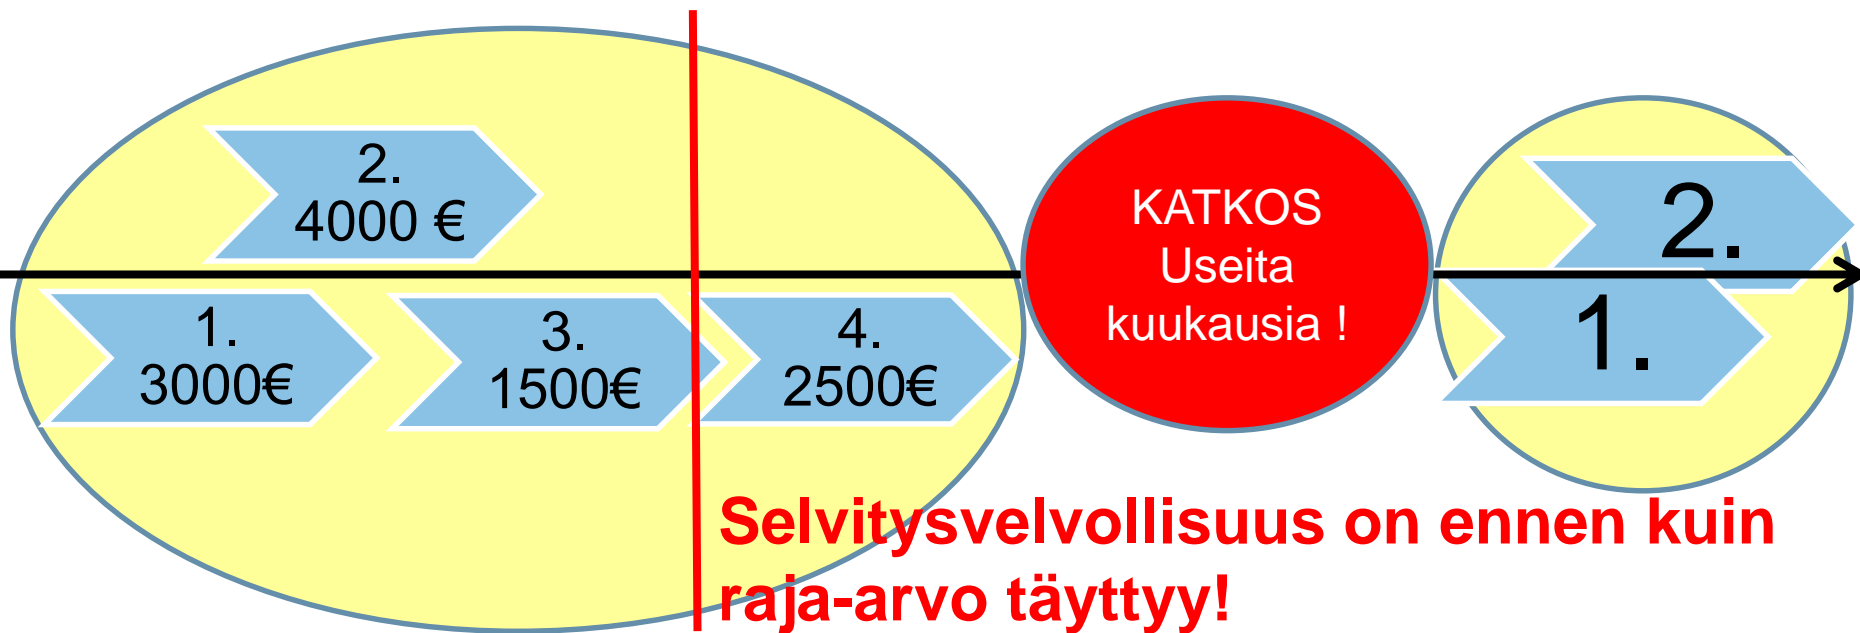 2.
4000 €
1.
3000€
3.
1500€
4.
2500€
KATKOS
Useita
kuukausia !
2.
1.
Selvitysvelvollisuus on ennen kuin
raja-arvo täyttyy!